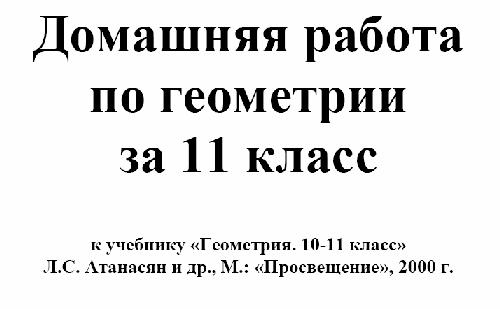 Домашняя работа
по геометрии
за 11 класс
к учебнику «Геометрия. 10-11 класс»
Л.С. Атанасян и др., М.: «Просвещение», 2000 г.